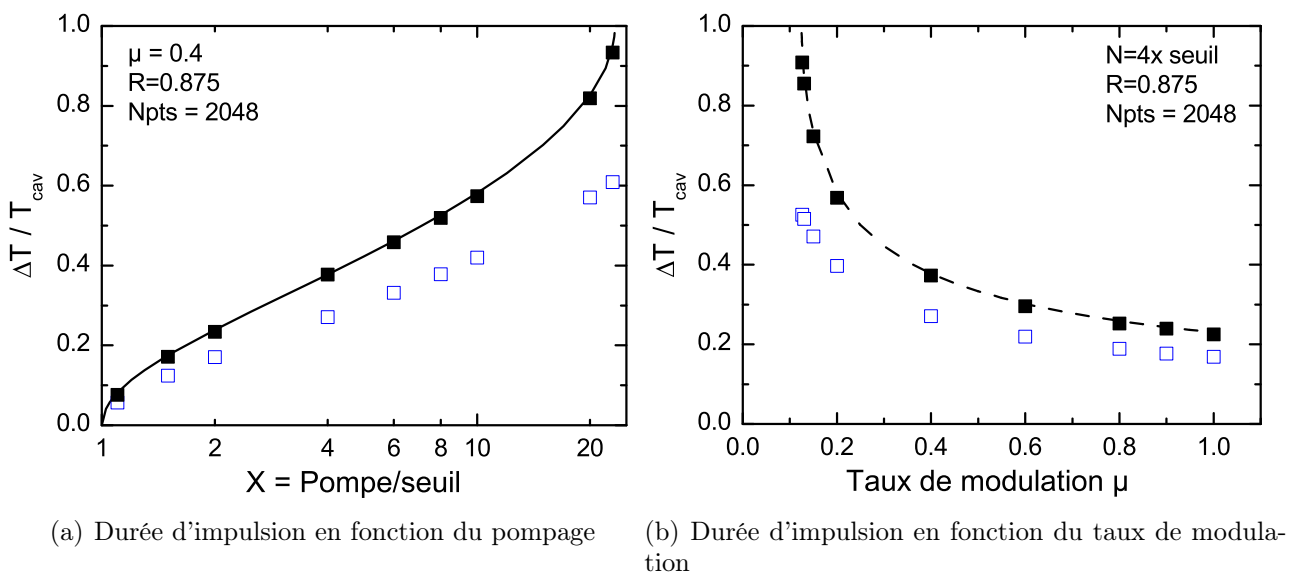 1.0
0.8
0.6
0.4
0.2
0.0
ΔT / T_cav
µ = 0.4
R=0.875
Npts = 2048
1 2 4 6 8 10 20
X = Pompe/seuil
(a) Durée d'impulsion en fonction du pompage
1.0
0.8
0.6
0.4
0.2
0.0
ΔT / T_cav
N=4x seuil
R=0.875
Npts = 2048
0.0 0.2 0.4 0.6 0.8 1.0
Taux de modulation µ
(b) Durée d'impulsion en fonction du taux de modula-
tion